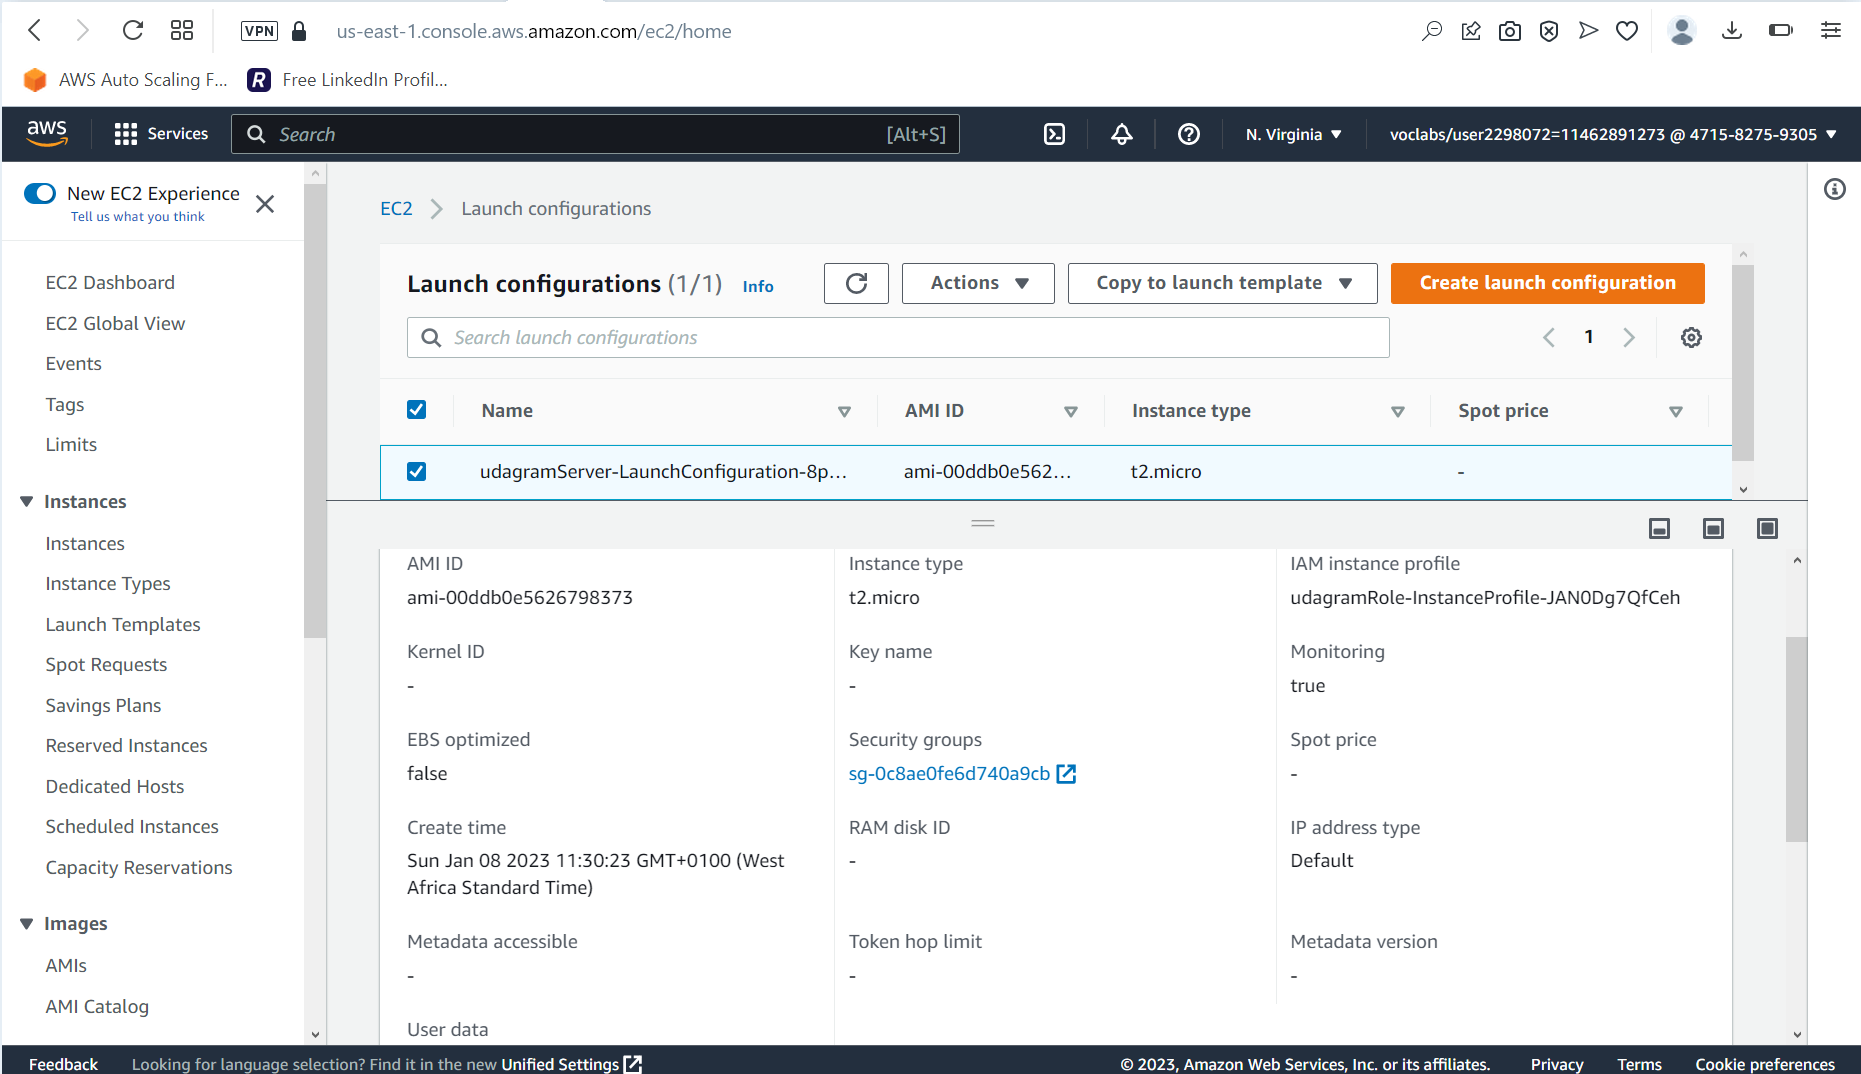 VPN us-east-1.console.aws.amazon.com/ec2/home
AWS Auto Scaling F... R Free LinkedIn Profil...
aws Services Search [Alt+S] N. Virginia voclabs/user2298072=11462891273 @ 4715-8275-9305
New EC2 Experience
Tell us what you think
EC2 Dashboard
EC2 Global View
Events
Tags
Limits
Instances
Instances
Instance Types
Launch Templates
Spot Requests
Savings Plans
Reserved Instances
Dedicated Hosts
Scheduled Instances
Capacity Reservations
Images
AMIs
AMI Catalog
EC2 Launch configurations
Launch configurations (1/1) Info Actions Copy to launch template Create launch configuration
Search launch configurations 1
Name AMI ID Instance type Spot price
udagramServer-LaunchConfiguration-8p... ami-00ddb0e562... t2.micro -
AMI ID Instance type IAM instance profile
ami-00ddb0e5626798373 t2.micro udagramRole-InstanceProfile-JAN0Dg7QfCeh
Kernel ID Key name Monitoring
- - true
EBS optimized Security groups Spot price
false sg-0c8ae0fe6d740a9cb -
Create time RAM disk ID IP address type
Sun Jan 08 2023 11:30:23 GMT+0100 (West - Default
Africa Standard Time)
Metadata accessible Token hop limit Metadata version
- - -
User data
Feedback Looking for language selection? Find it in the new Unified Settings © 2023, Amazon Web Services, Inc. or its affiliates. Privacy Terms Cookie preferences